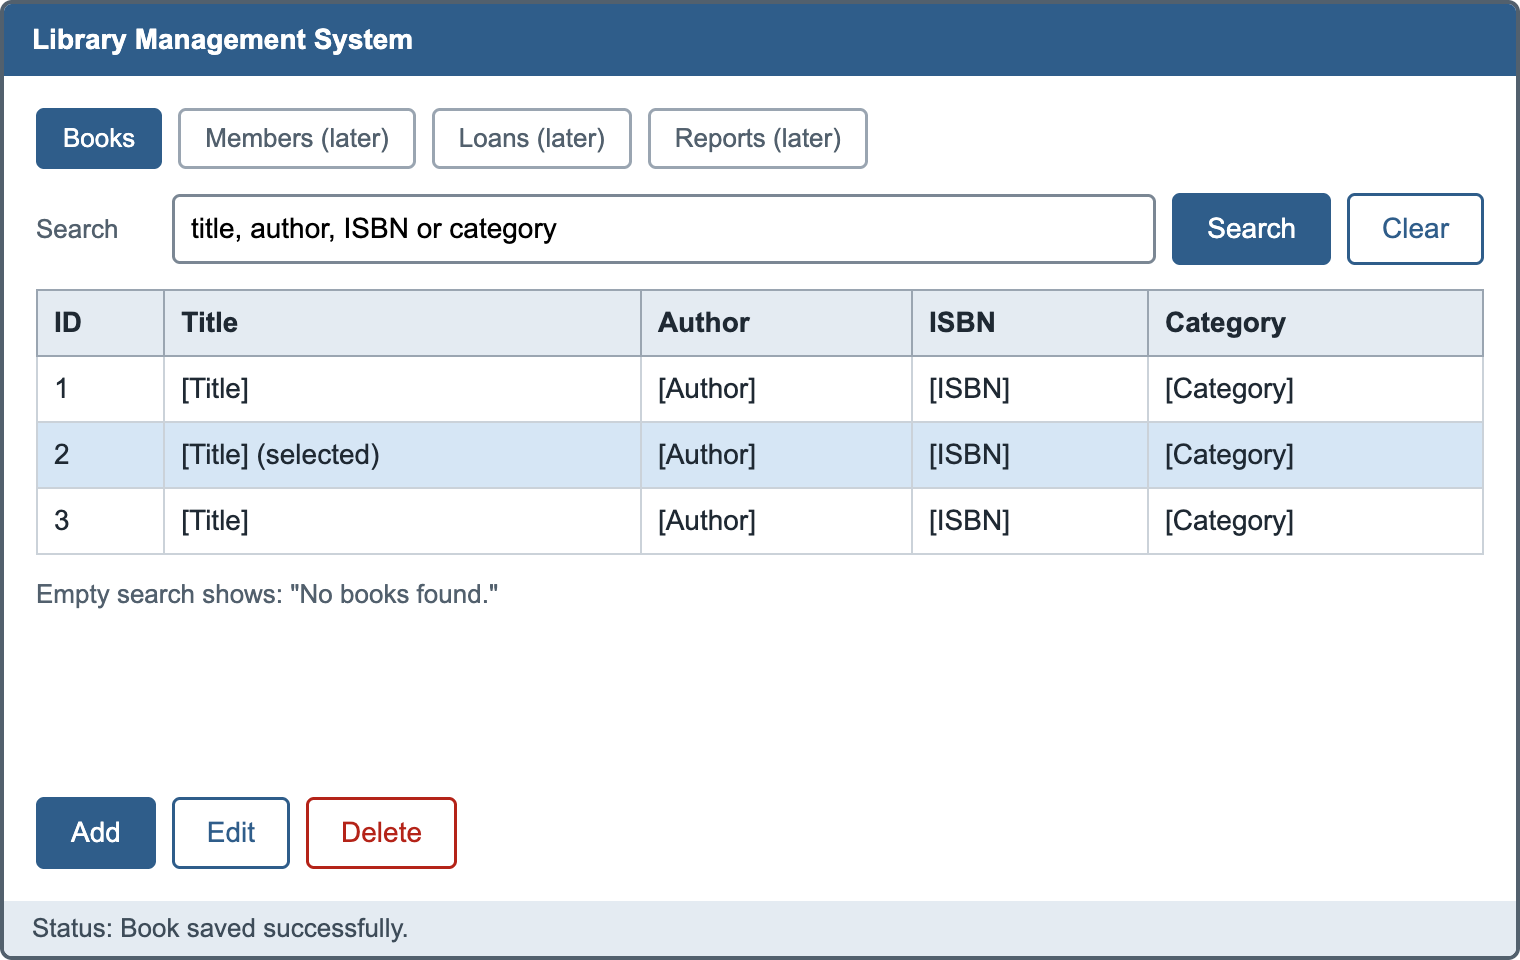 Library Management System
Books Members (later) Loans (later) Reports (later)
Search title, author, ISBN or category Search Clear
ID Title Author ISBN Category
1 [Title] [Author] [ISBN] [Category]
2 [Title] (selected) [Author] [ISBN] [Category]
3 [Title] [Author] [ISBN] [Category]
Empty search shows: "No books found."
Add Edit Delete
Status: Book saved successfully.